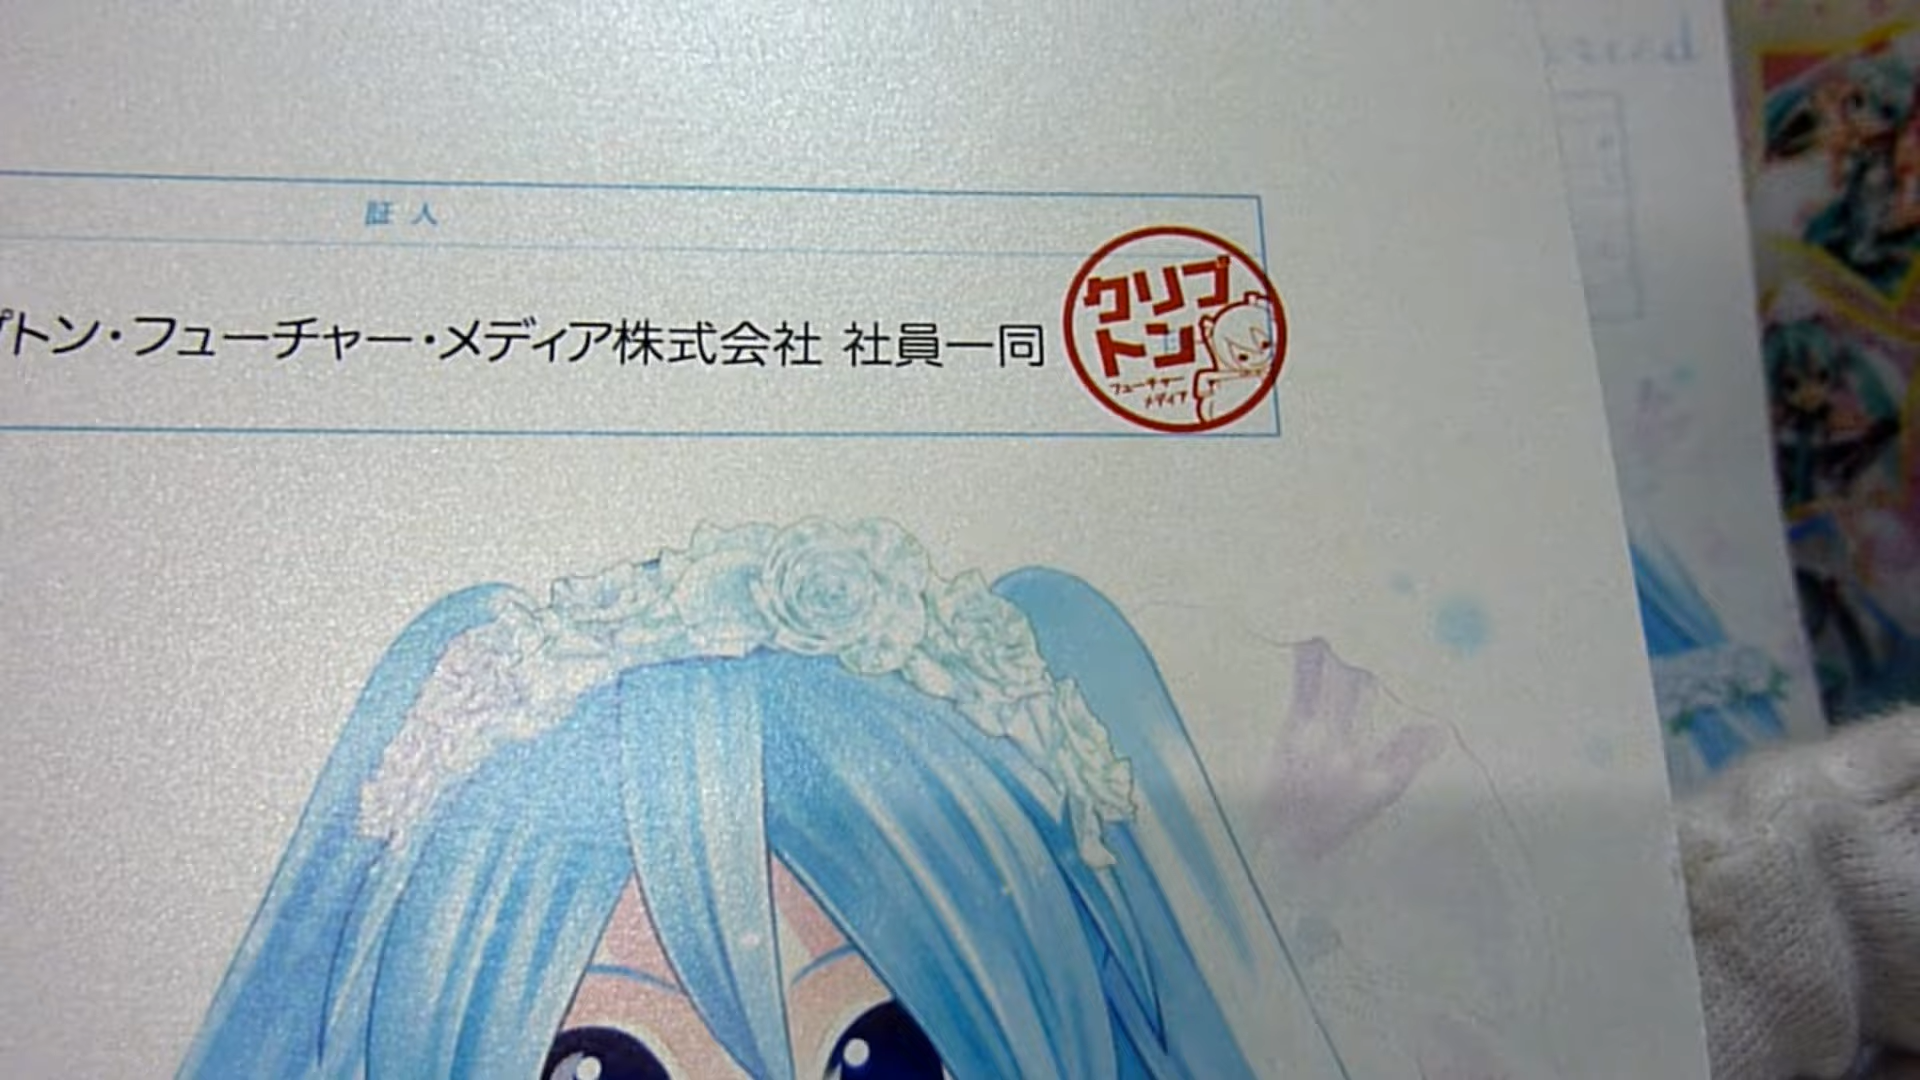 証人
プトン・フューチャー・メディア株式会社 社員一同
クリプ
トン
フューチャー
メディア